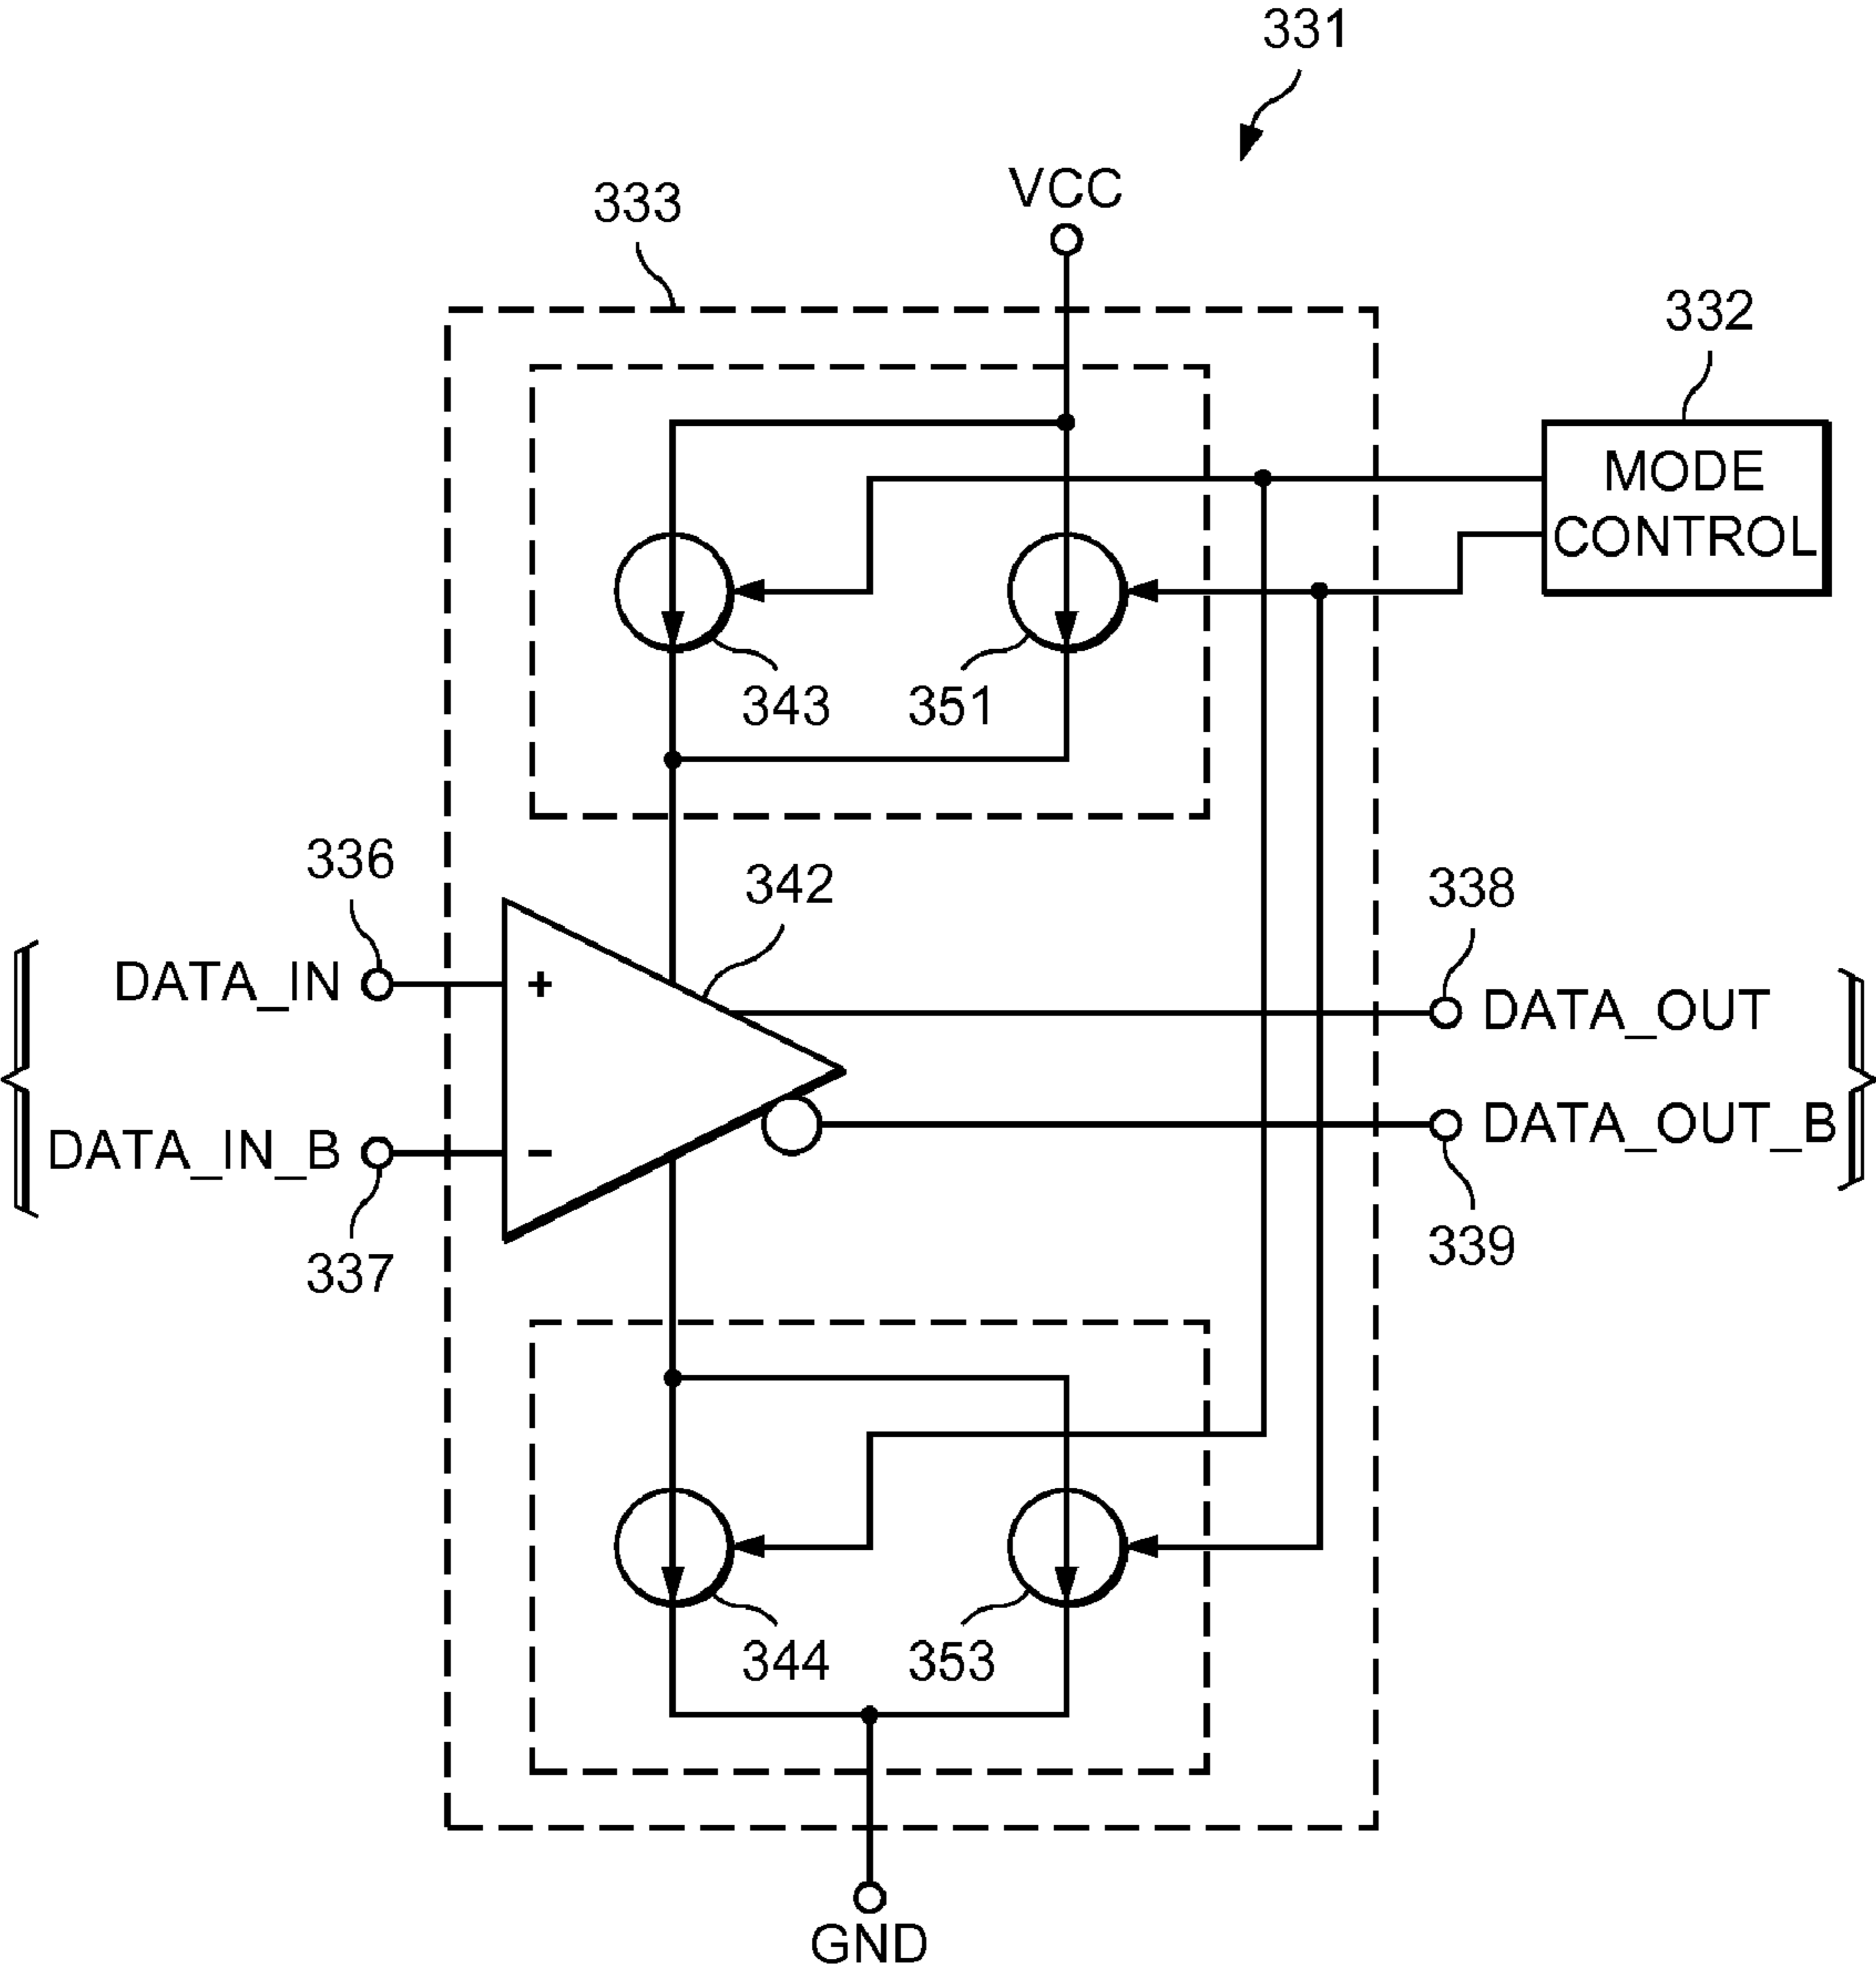 331
VCC
333
332
MODE
CONTROL
343
351
336
342
338
DATA_IN
+
DATA_OUT
DATA_IN_B
-
DATA_OUT_B
337
339
344
353
GND